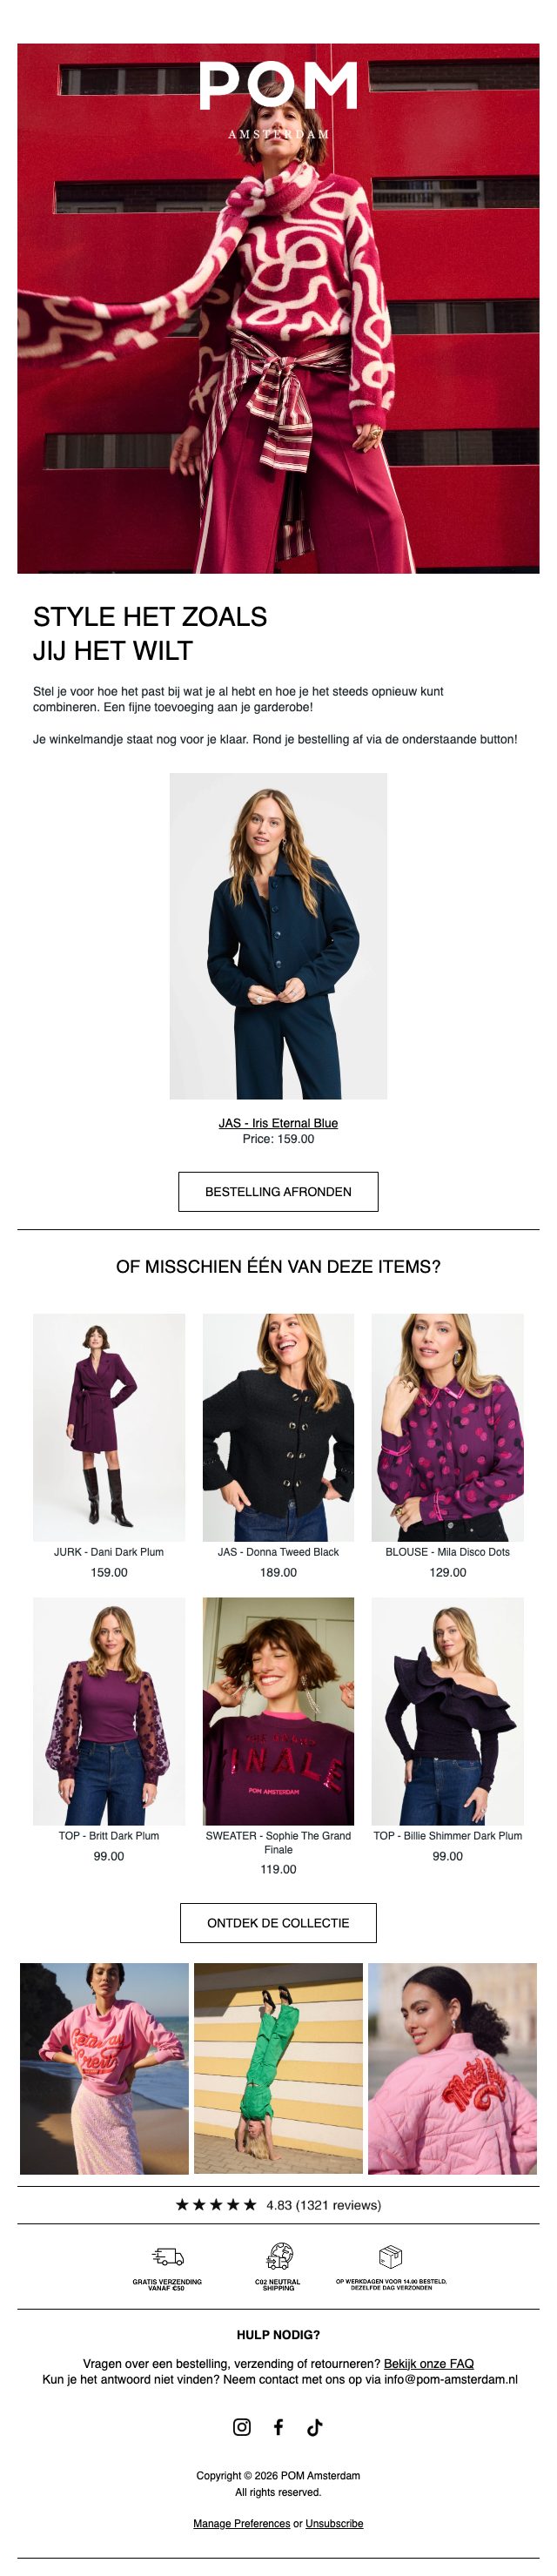 POM
AMSTERDAM
STYLE HET ZOALS
JIJ HET WILT
Stel je voor hoe het past bij wat je al hebt en hoe je het steeds opnieuw kunt
combineren. Een fijne toevoeging aan je garderobe!
Je winkelmandje staat nog voor je klaar. Rond je bestelling af via de onderstaande button!
JAS - Iris Eternal Blue
Price: 159.00
BESTELLING AFRONDEN
OF MISSCHIEN ÉÉN VAN DEZE ITEMS?
JURK - Dani Dark Plum
159.00
JAS - Donna Tweed Black
189.00
BLOUSE - Mila Disco Dots
129.00
FINALE
POM AMSTERDAM
TOP - Britt Dark Plum
99.00
SWEATER - Sophie The Grand
Finale
119.00
TOP - Billie Shimmer Dark Plum
99.00
ONTDEK DE COLLECTIE
4.83 (1321 reviews)
GRATIS VERZENDING
VANAF €50
CO2 NEUTRAL
SHIPPING
OP WERKDAGEN VOOR 14.90 BESTELD,
DEZELFDE DAG VERZONDEN
HULP NODIG?
Vragen over een bestelling, verzending of retourneren? Bekijk onze FAQ
Kun je het antwoord niet vinden? Neem contact met ons op via info@pom-amsterdam.nl
Copyright © 2026 POM Amsterdam
All rights reserved.
Manage Preferences or Unsubscribe